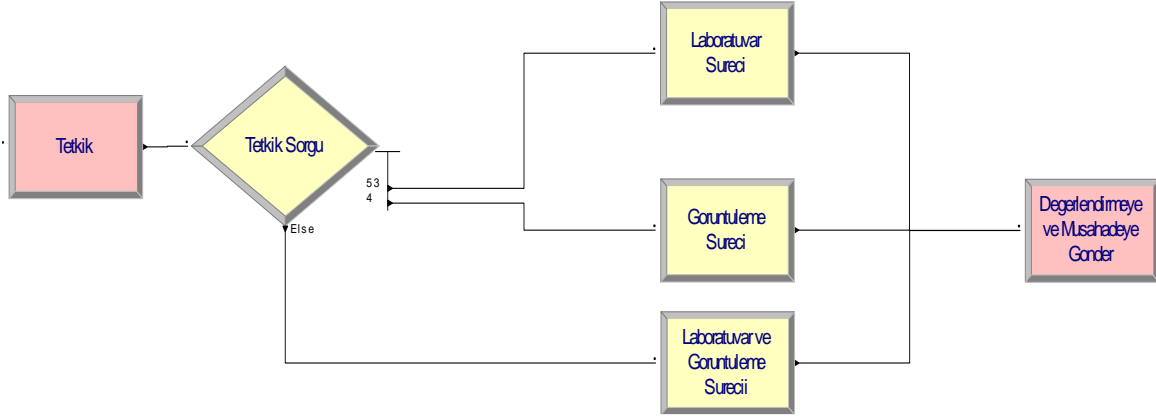 Laboratuvar
Sureci
Tetkik
Tetkik Sorgu
53
4
Else
Goruntuleme
Sureci
Degerlendirmeye
ve Musahadeye
Gonder
Laboratuvar ve
Goruntuleme
Surecii